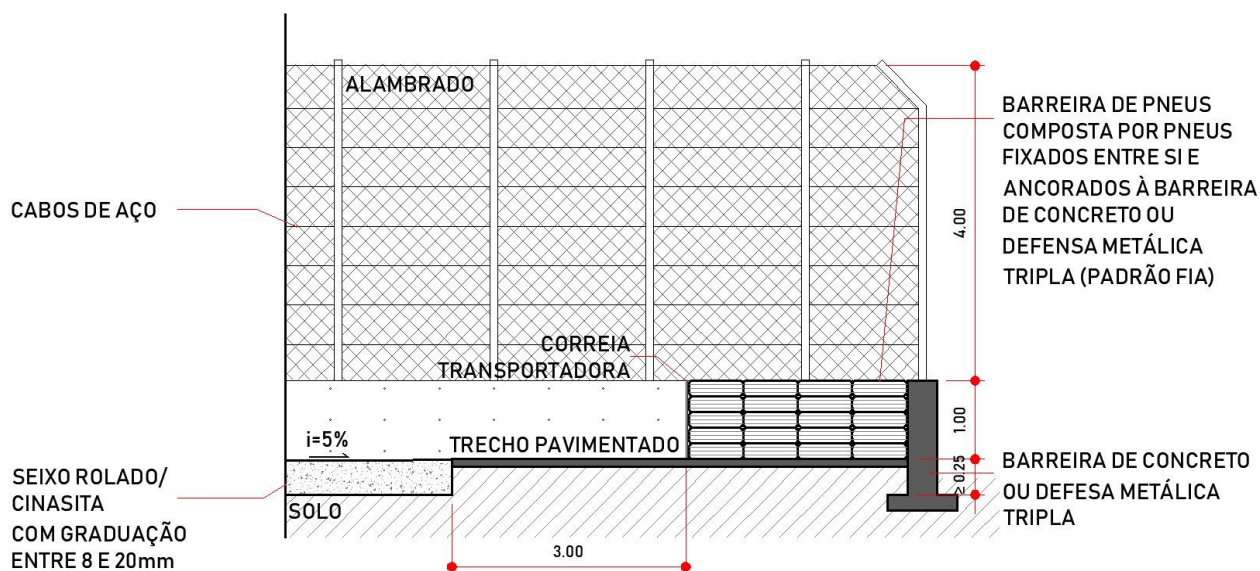 ALAMBRADO
CABOS DE AÇO
BARREIRA DE PNEUS
COMPOSTA POR PNEUS
FIXADOS ENTRE SI E
ANCORADOS À BARREIRA
DE CONCRETO OU
DEFENSA METÁLICA
TRIPLA (PADRÃO FIA)
4.00
CORREIA
TRANSPORTADORA
1.00
i=5%
TRECHO PAVIMENTADO
SEIXO ROLADO/
CINASITA
COM GRADUAÇÃO
ENTRE 8 E 20mm
SOLO
≥ 0.25
BARREIRA DE CONCRETO
OU DEFESA METÁLICA
TRIPLA
3.00